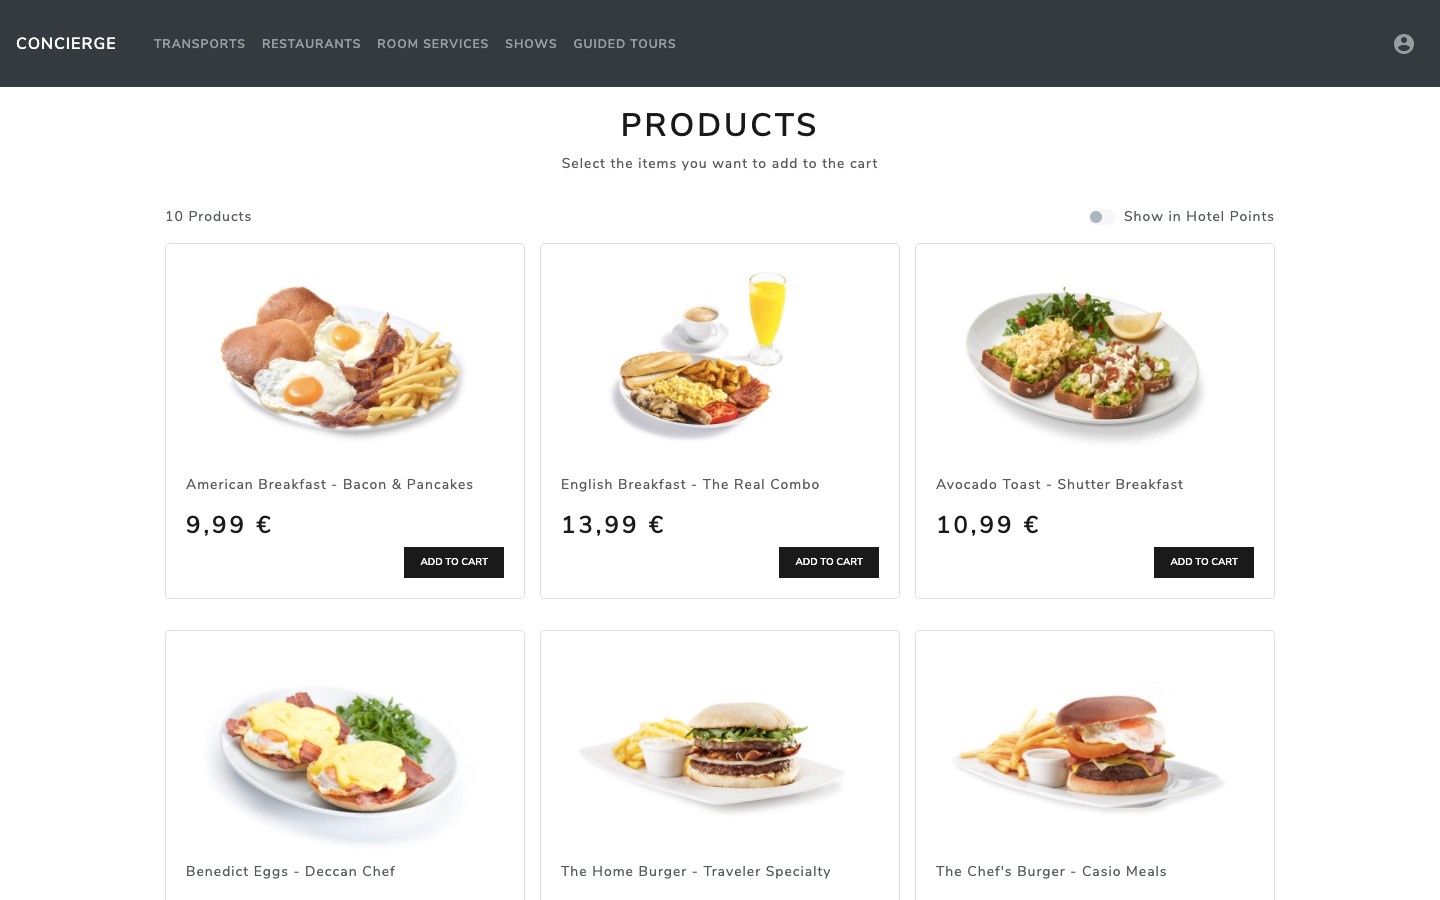 CONCIERGE TRANSPORTS RESTAURANTS ROOM SERVICES SHOWS GUIDED TOURS
PRODUCTS
Select the items you want to add to the cart
10 Products
Show in Hotel Points
American Breakfast - Bacon & Pancakes
9,99 €
ADD TO CART
English Breakfast - The Real Combo
13,99 €
ADD TO CART
Avocado Toast - Shutter Breakfast
10,99 €
ADD TO CART
Benedict Eggs - Deccan Chef
The Home Burger - Traveler Specialty
The Chef's Burger - Casio Meals